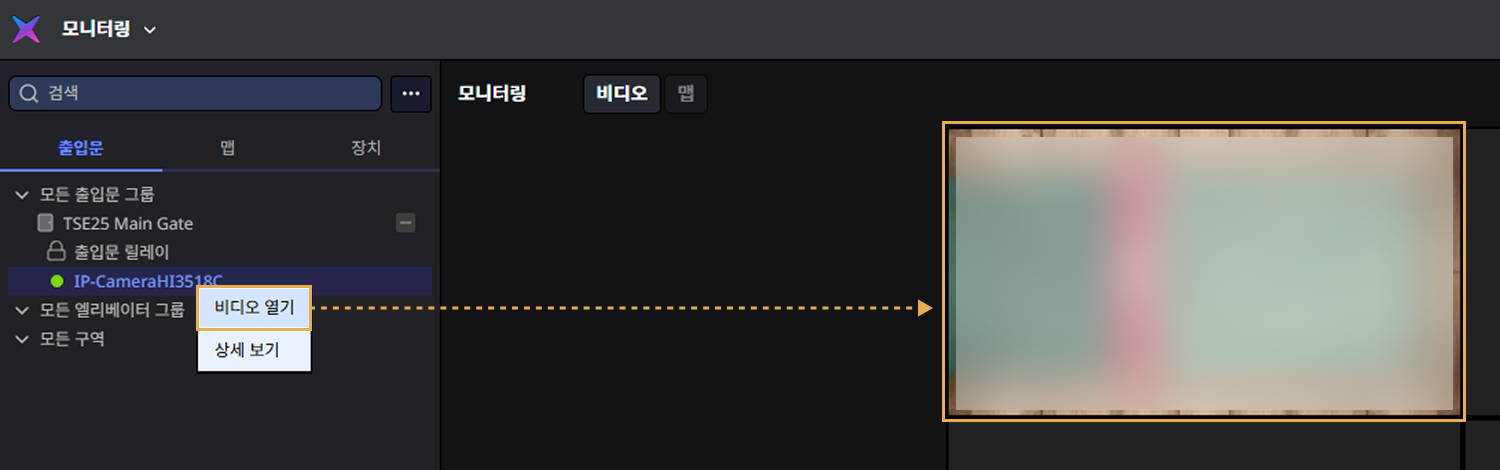 모니터링
검색
모니터링 비디오 맵
출입문 맵 장치
모든 출입문 그룹
TSE25 Main Gate
출입문 릴레이
IP-CameraHI3518C
비디오 열기
모든 엘리베이터 그룹
모든 구역
상세 보기